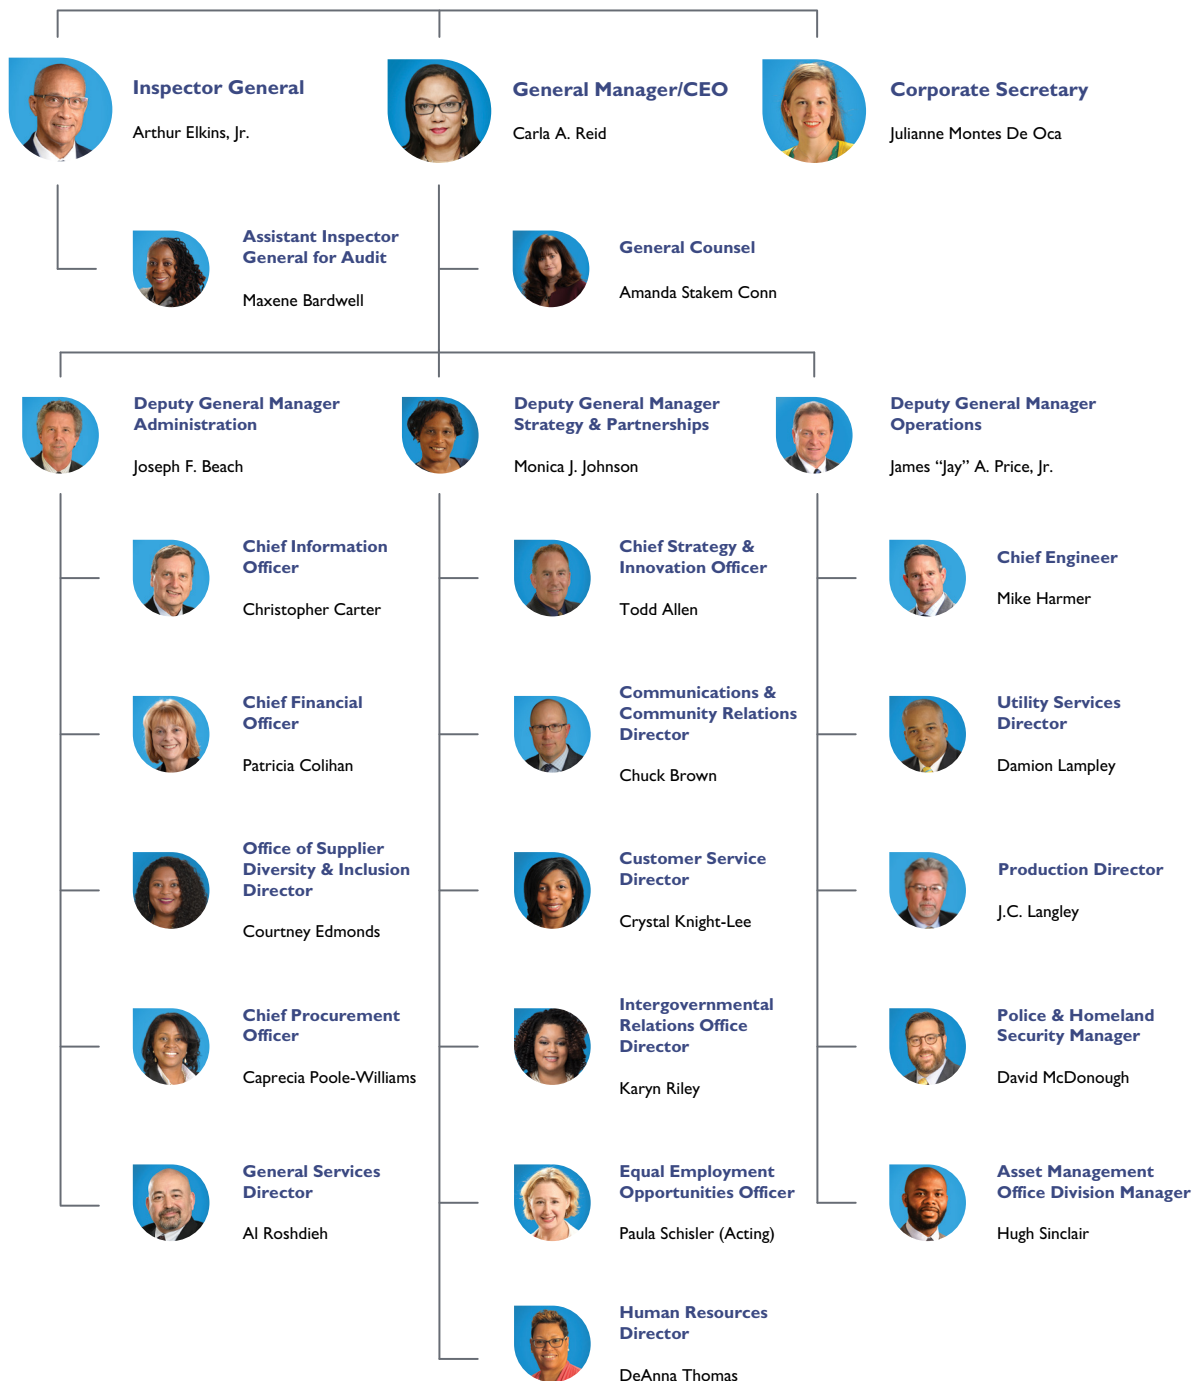 Inspector General
Arthur Elkins, Jr.
General Manager/CEO
Carla A. Reid
Corporate Secretary
Julianne Montes De Oca
Assistant Inspector
General for Audit
Maxene Bardwell
General Counsel
Amanda Stakem Conn
Deputy General Manager
Administration
Joseph F. Beach
Deputy General Manager
Strategy & Partnerships
Monica J. Johnson
Deputy General Manager
Operations
James “Jay” A. Price, Jr.
Chief Information
Officer
Christopher Carter
Chief Strategy &
Innovation Officer
Todd Allen
Chief Engineer
Mike Harmer
Chief Financial
Officer
Patricia Colihan
Communications &
Community Relations
Director
Chuck Brown
Utility Services
Director
Damion Lampley
Office of Supplier
Diversity & Inclusion
Director
Courtney Edmonds
Customer Service
Director
Crystal Knight-Lee
Production Director
J.C. Langley
Chief Procurement
Officer
Caprecia Poole-Williams
Intergovernmental
Relations Office
Director
Karyn Riley
Police & Homeland
Security Manager
David McDonough
General Services
Director
Al Roshdieh
Equal Employment
Opportunities Officer
Paula Schisler (Acting)
Asset Management
Office Division Manager
Hugh Sinclair
Human Resources
Director
DeAnna Thomas